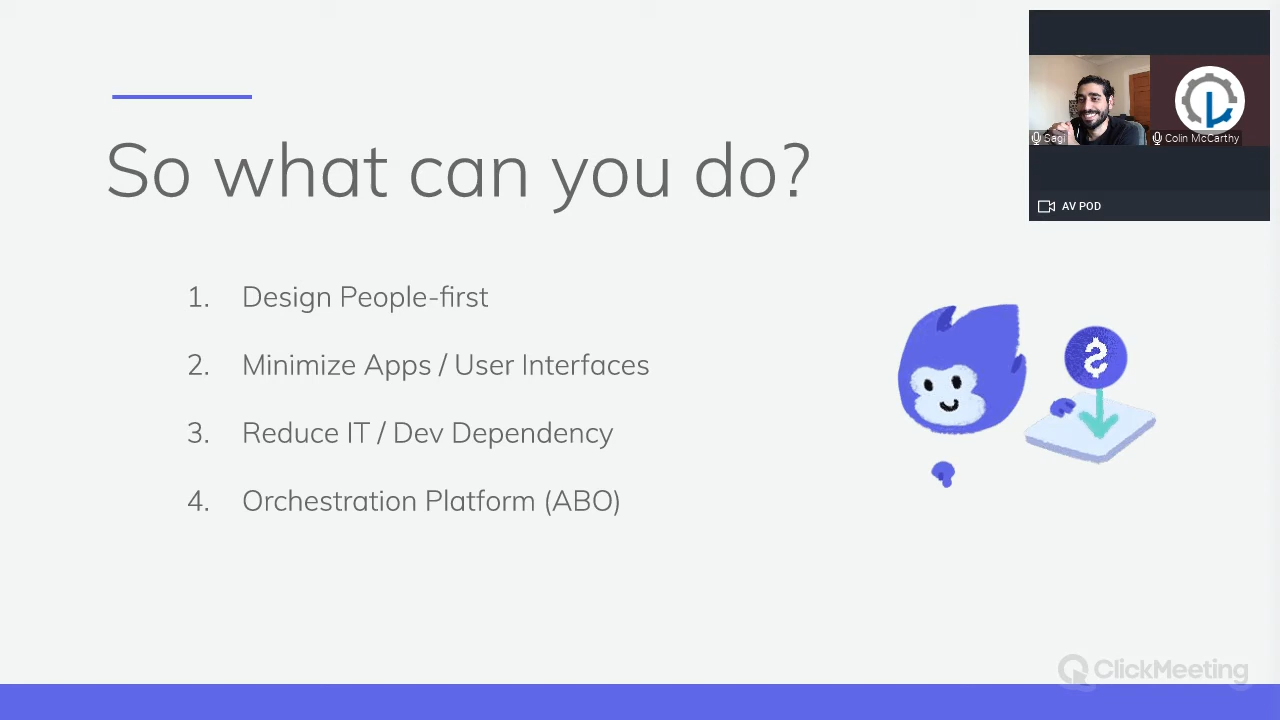 So what can you do?
1. Design People-first
2. Minimize Apps / User Interfaces
3. Reduce IT / Dev Dependency
4. Orchestration Platform (ABO)
Sagi
Colin McCarthy
AV POD
$
ClickMeeting